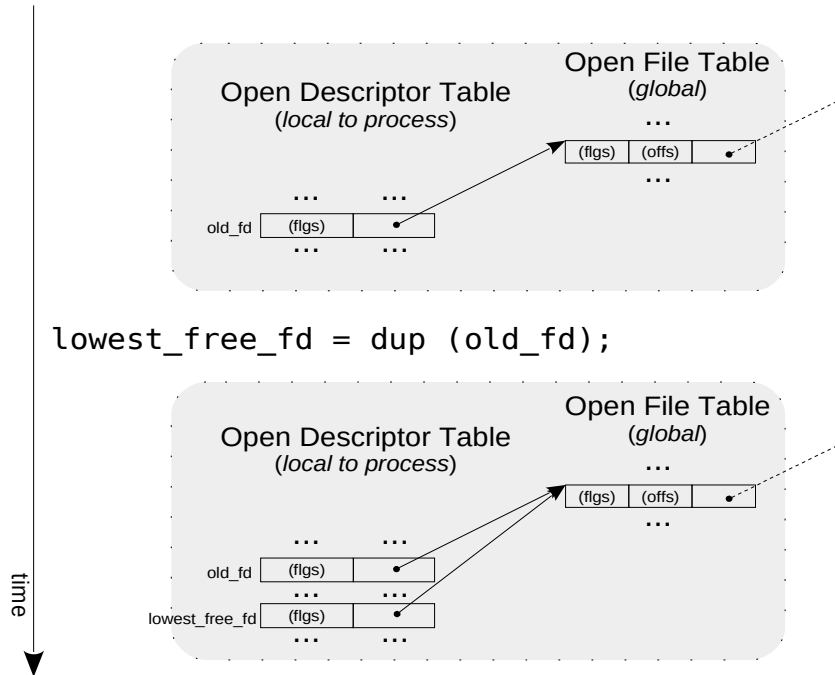 Open File Table
(global)
Open Descriptor Table
(local to process)
...
(flgs) (offs)
...
... ...
old_fd (flgs)
... ...
lowest_free_fd = dup (old_fd);
Open File Table
(global)
Open Descriptor Table
(local to process)
...
(flgs) (offs)
...
... ...
old_fd (flgs)
... ...
lowest_free_fd (flgs)
... ...
time